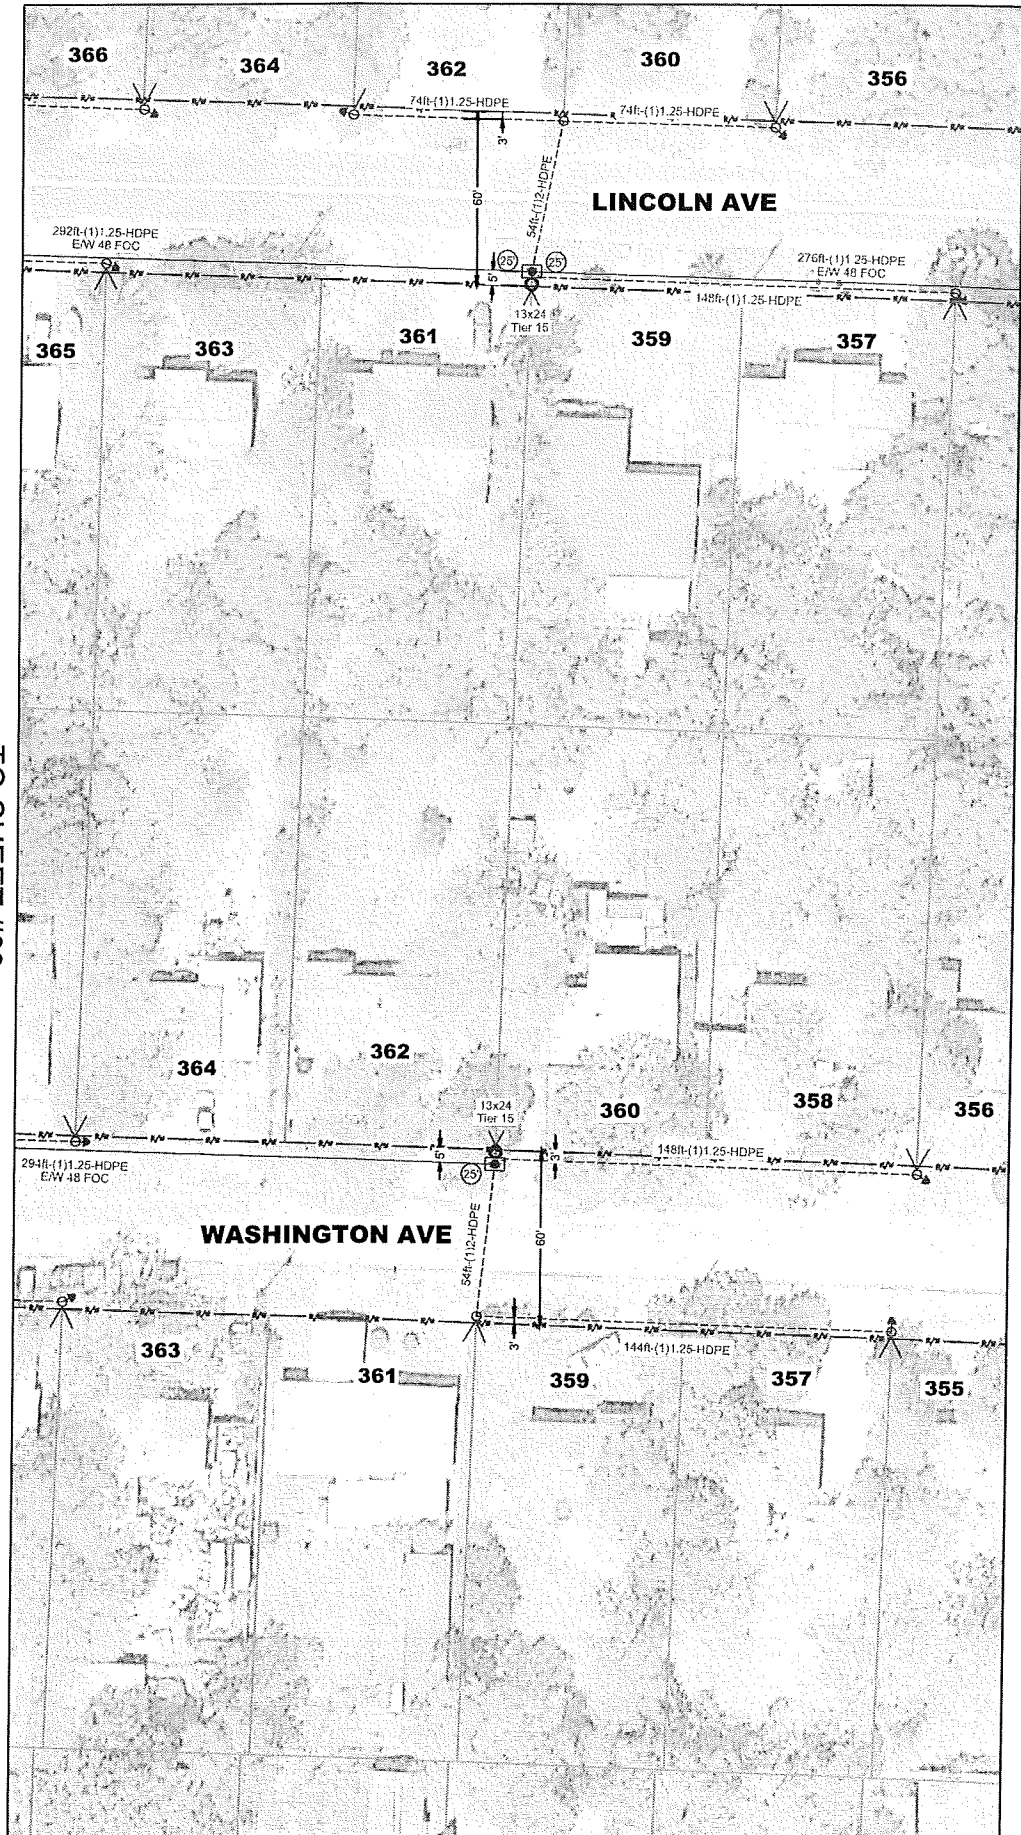 366
364
362
360
356
74ft-(1)1.25-HDPE
74ft-(1)1.25-HDPE
3'
60'
54ft-(1)2-HDPE
LINCOLN AVE
292ft-(1)1.25-HDPE
E/W 48 FOC
25'
25'
276ft-(1)1.25-HDPE
E/W 48 FOC
5'
148ft-(1)1.25-HDPE
13x24
Tier 15
365
363
361
359
357
364
362
360
358
356
13x24
Tier 15
5'
3'
148ft-(1)1.25-HDPE
294ft-(1)1.25-HDPE
E/W 48 FOC
25'
WASHINGTON AVE
54ft-(1)2-HDPE
60'
3'
144ft-(1)1.25-HDPE
363
361
359
357
355